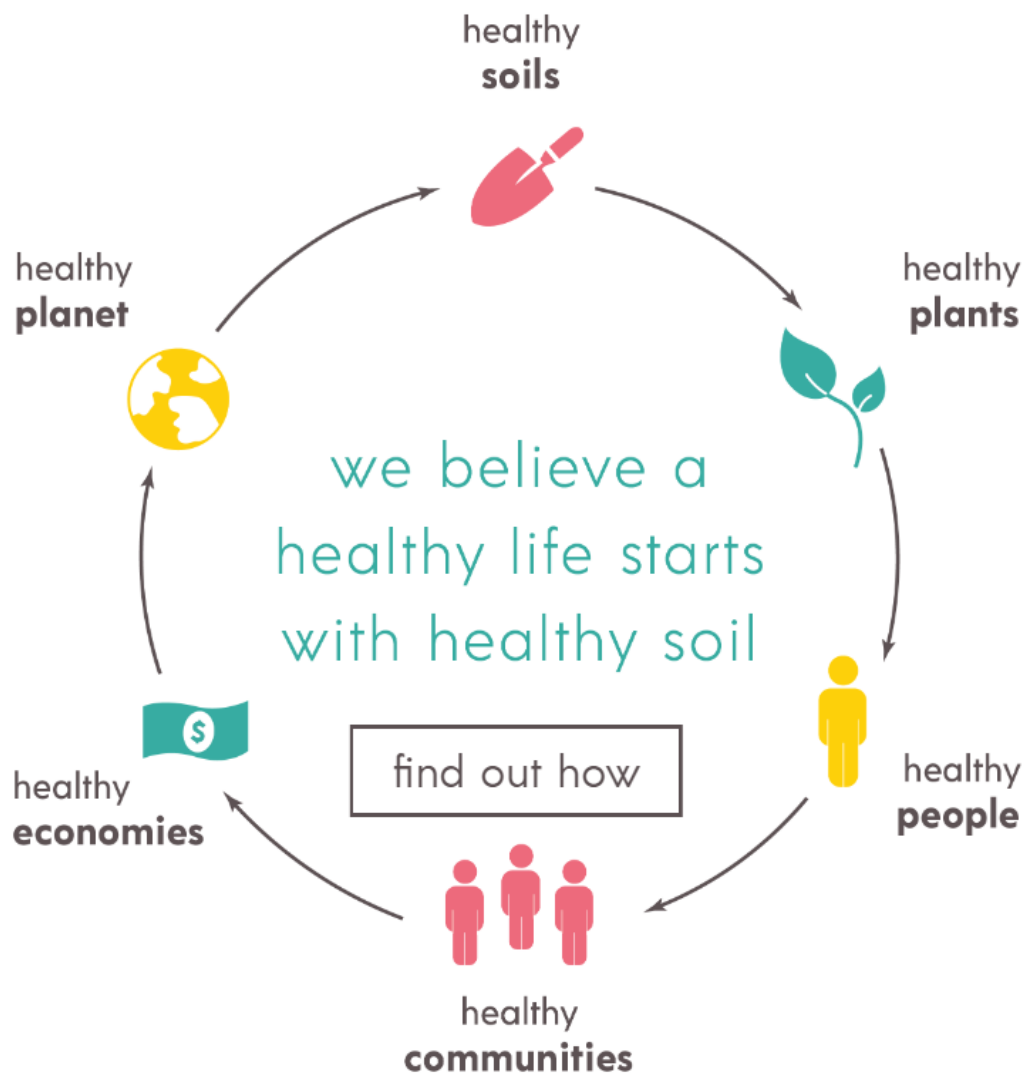 healthy
soils
healthy
plants
healthy
people
healthy
communities
healthy
economies
healthy
planet
we believe a
healthy life starts
with healthy soil
find out how
$